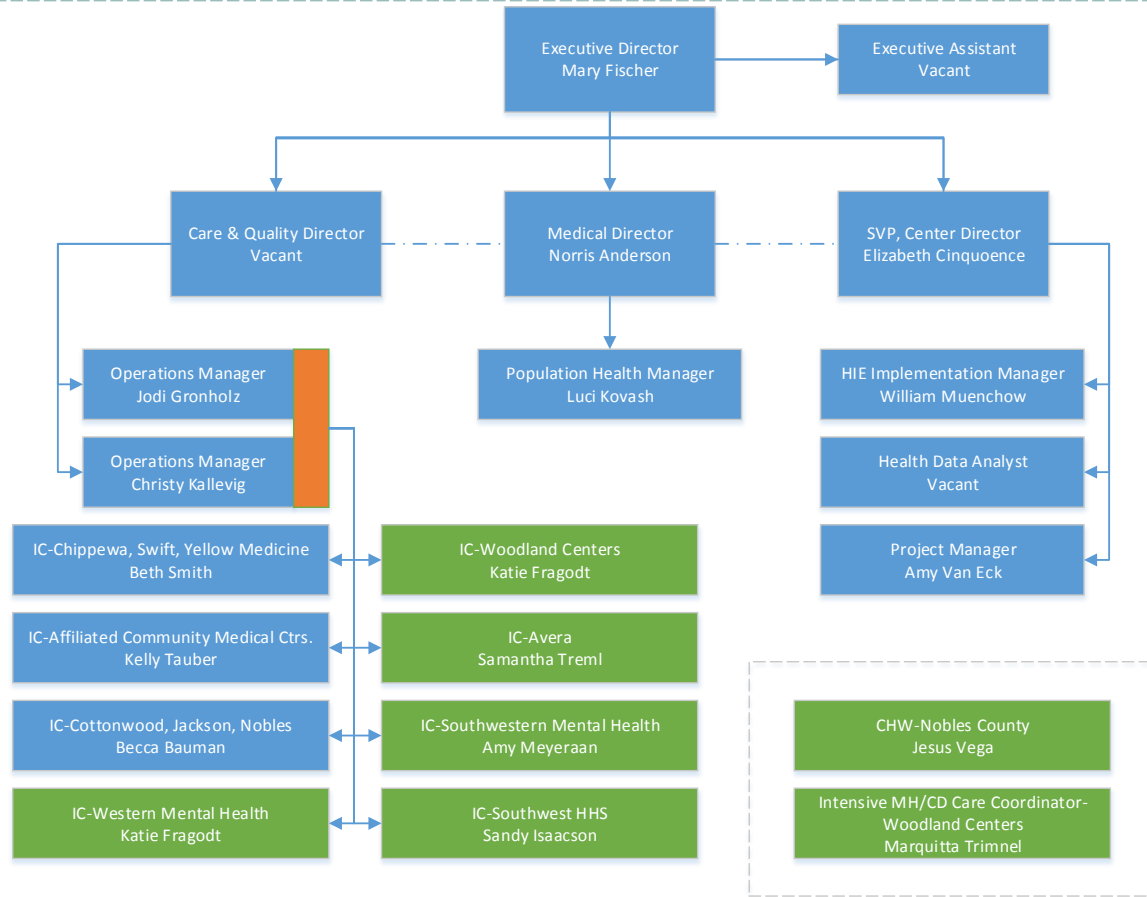 Executive Director
Mary Fischer
Executive Assistant
Vacant
Care & Quality Director
Vacant
Medical Director
Norris Anderson
SVP, Center Director
Elizabeth Cinquoence
Operations Manager
Jodi Gronholz
Population Health Manager
Luci Kovash
HIE Implementation Manager
William Muenchow
Operations Manager
Christy Kallevig
Health Data Analyst
Vacant
IC-Chippewa, Swift, Yellow Medicine
Beth Smith
IC-Woodland Centers
Katie Fragodt
Project Manager
Amy Van Eck
IC-Affiliated Community Medical Ctrs.
Kelly Tauber
IC-Avera
Samantha Treml
IC-Cottonwood, Jackson, Nobles
Becca Bauman
IC-Southwestern Mental Health
Amy Meyeraan
CHW-Nobles County
Jesus Vega
IC-Western Mental Health
Katie Fragodt
IC-Southwest HHS
Sandy Isaacson
Intensive MH/CD Care Coordinator-
Woodland Centers
Marquitta Trimnel